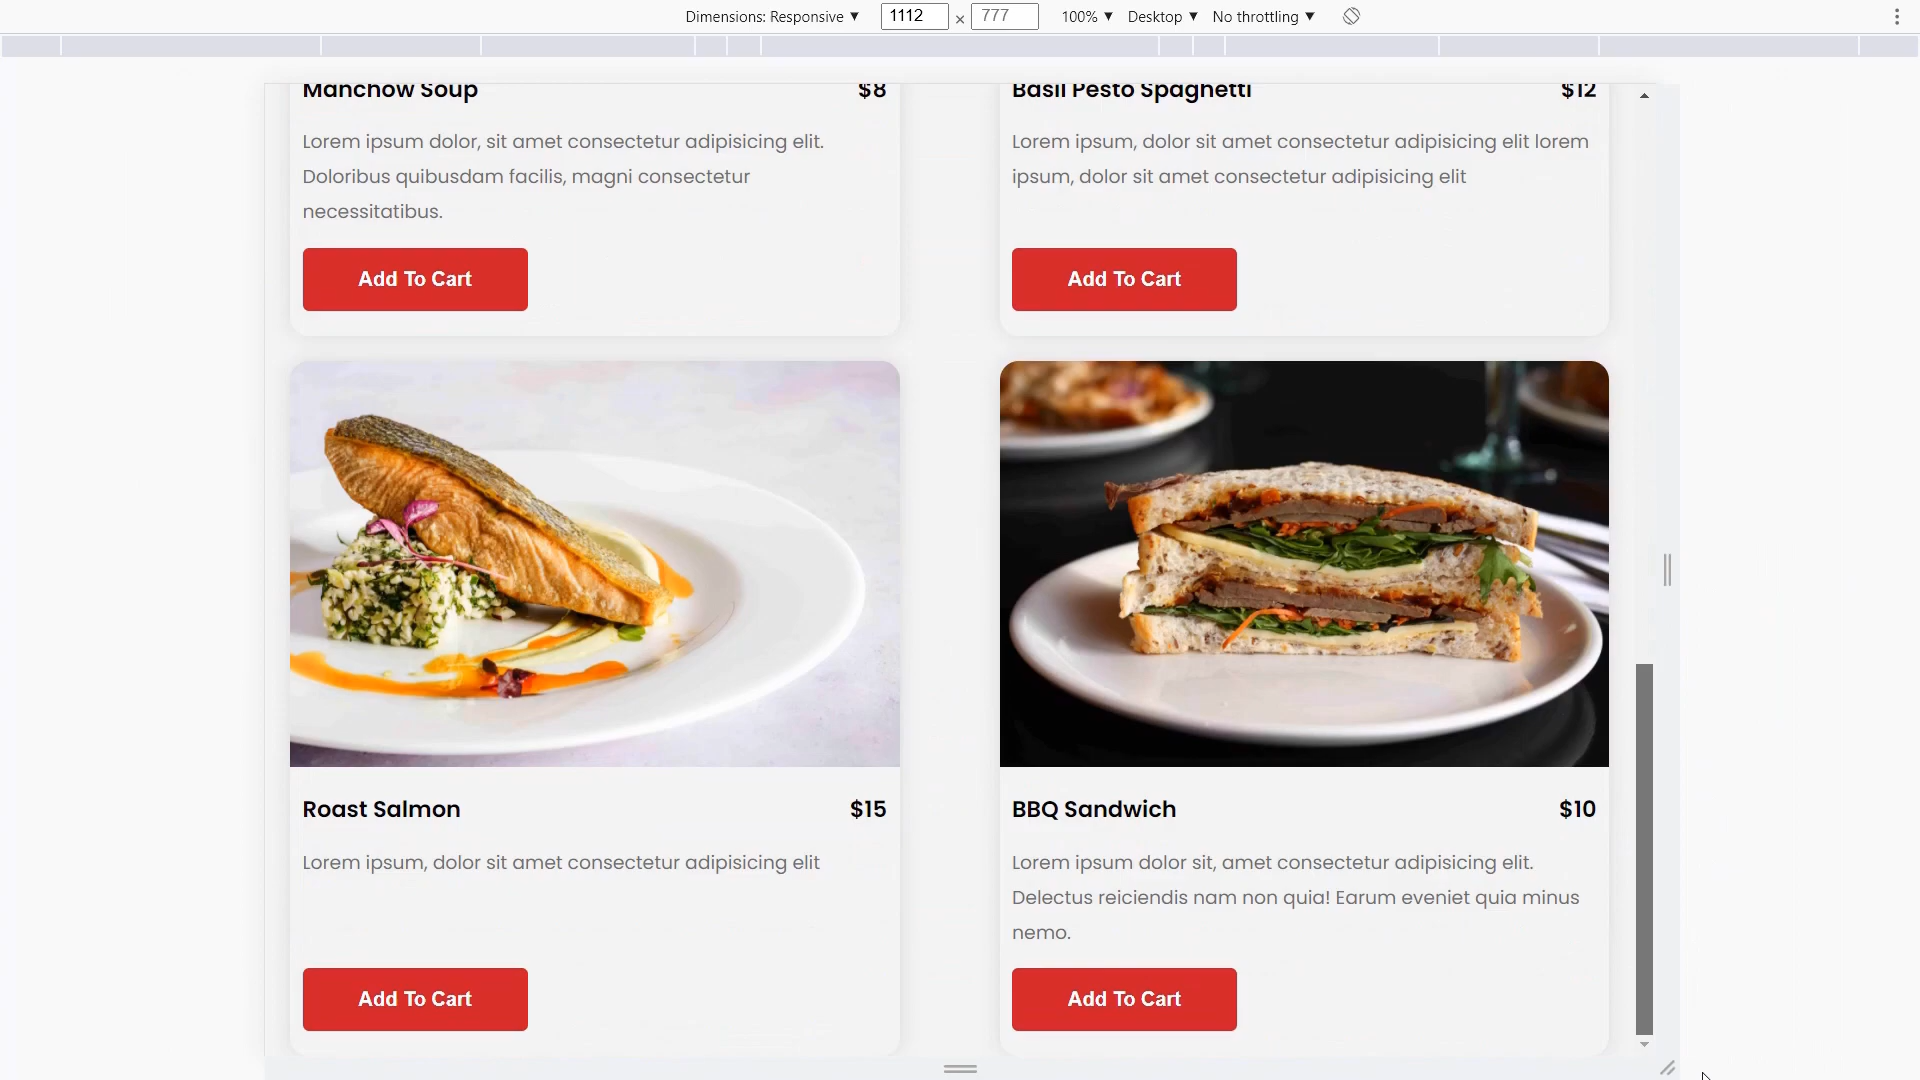 Dimensions: Responsive ▼ 1112 × 777 100% ▼ Desktop ▼ No throttling ▼
Manchow Soup $8
Lorem ipsum dolor, sit amet consectetur adipisicing elit.
Doloribus quibusdam facilis, magni consectetur
necessitatibus.
Add To Cart
Basil Pesto Spaghetti $12
Lorem ipsum, dolor sit amet consectetur adipisicing elit lorem
ipsum, dolor sit amet consectetur adipisicing elit
Add To Cart
Roast Salmon $15
Lorem ipsum, dolor sit amet consectetur adipisicing elit
Add To Cart
BBQ Sandwich $10
Lorem ipsum dolor sit, amet consectetur adipisicing elit.
Delectus reiciendis nam non quia! Earum eveniet quia minus
nemo.
Add To Cart